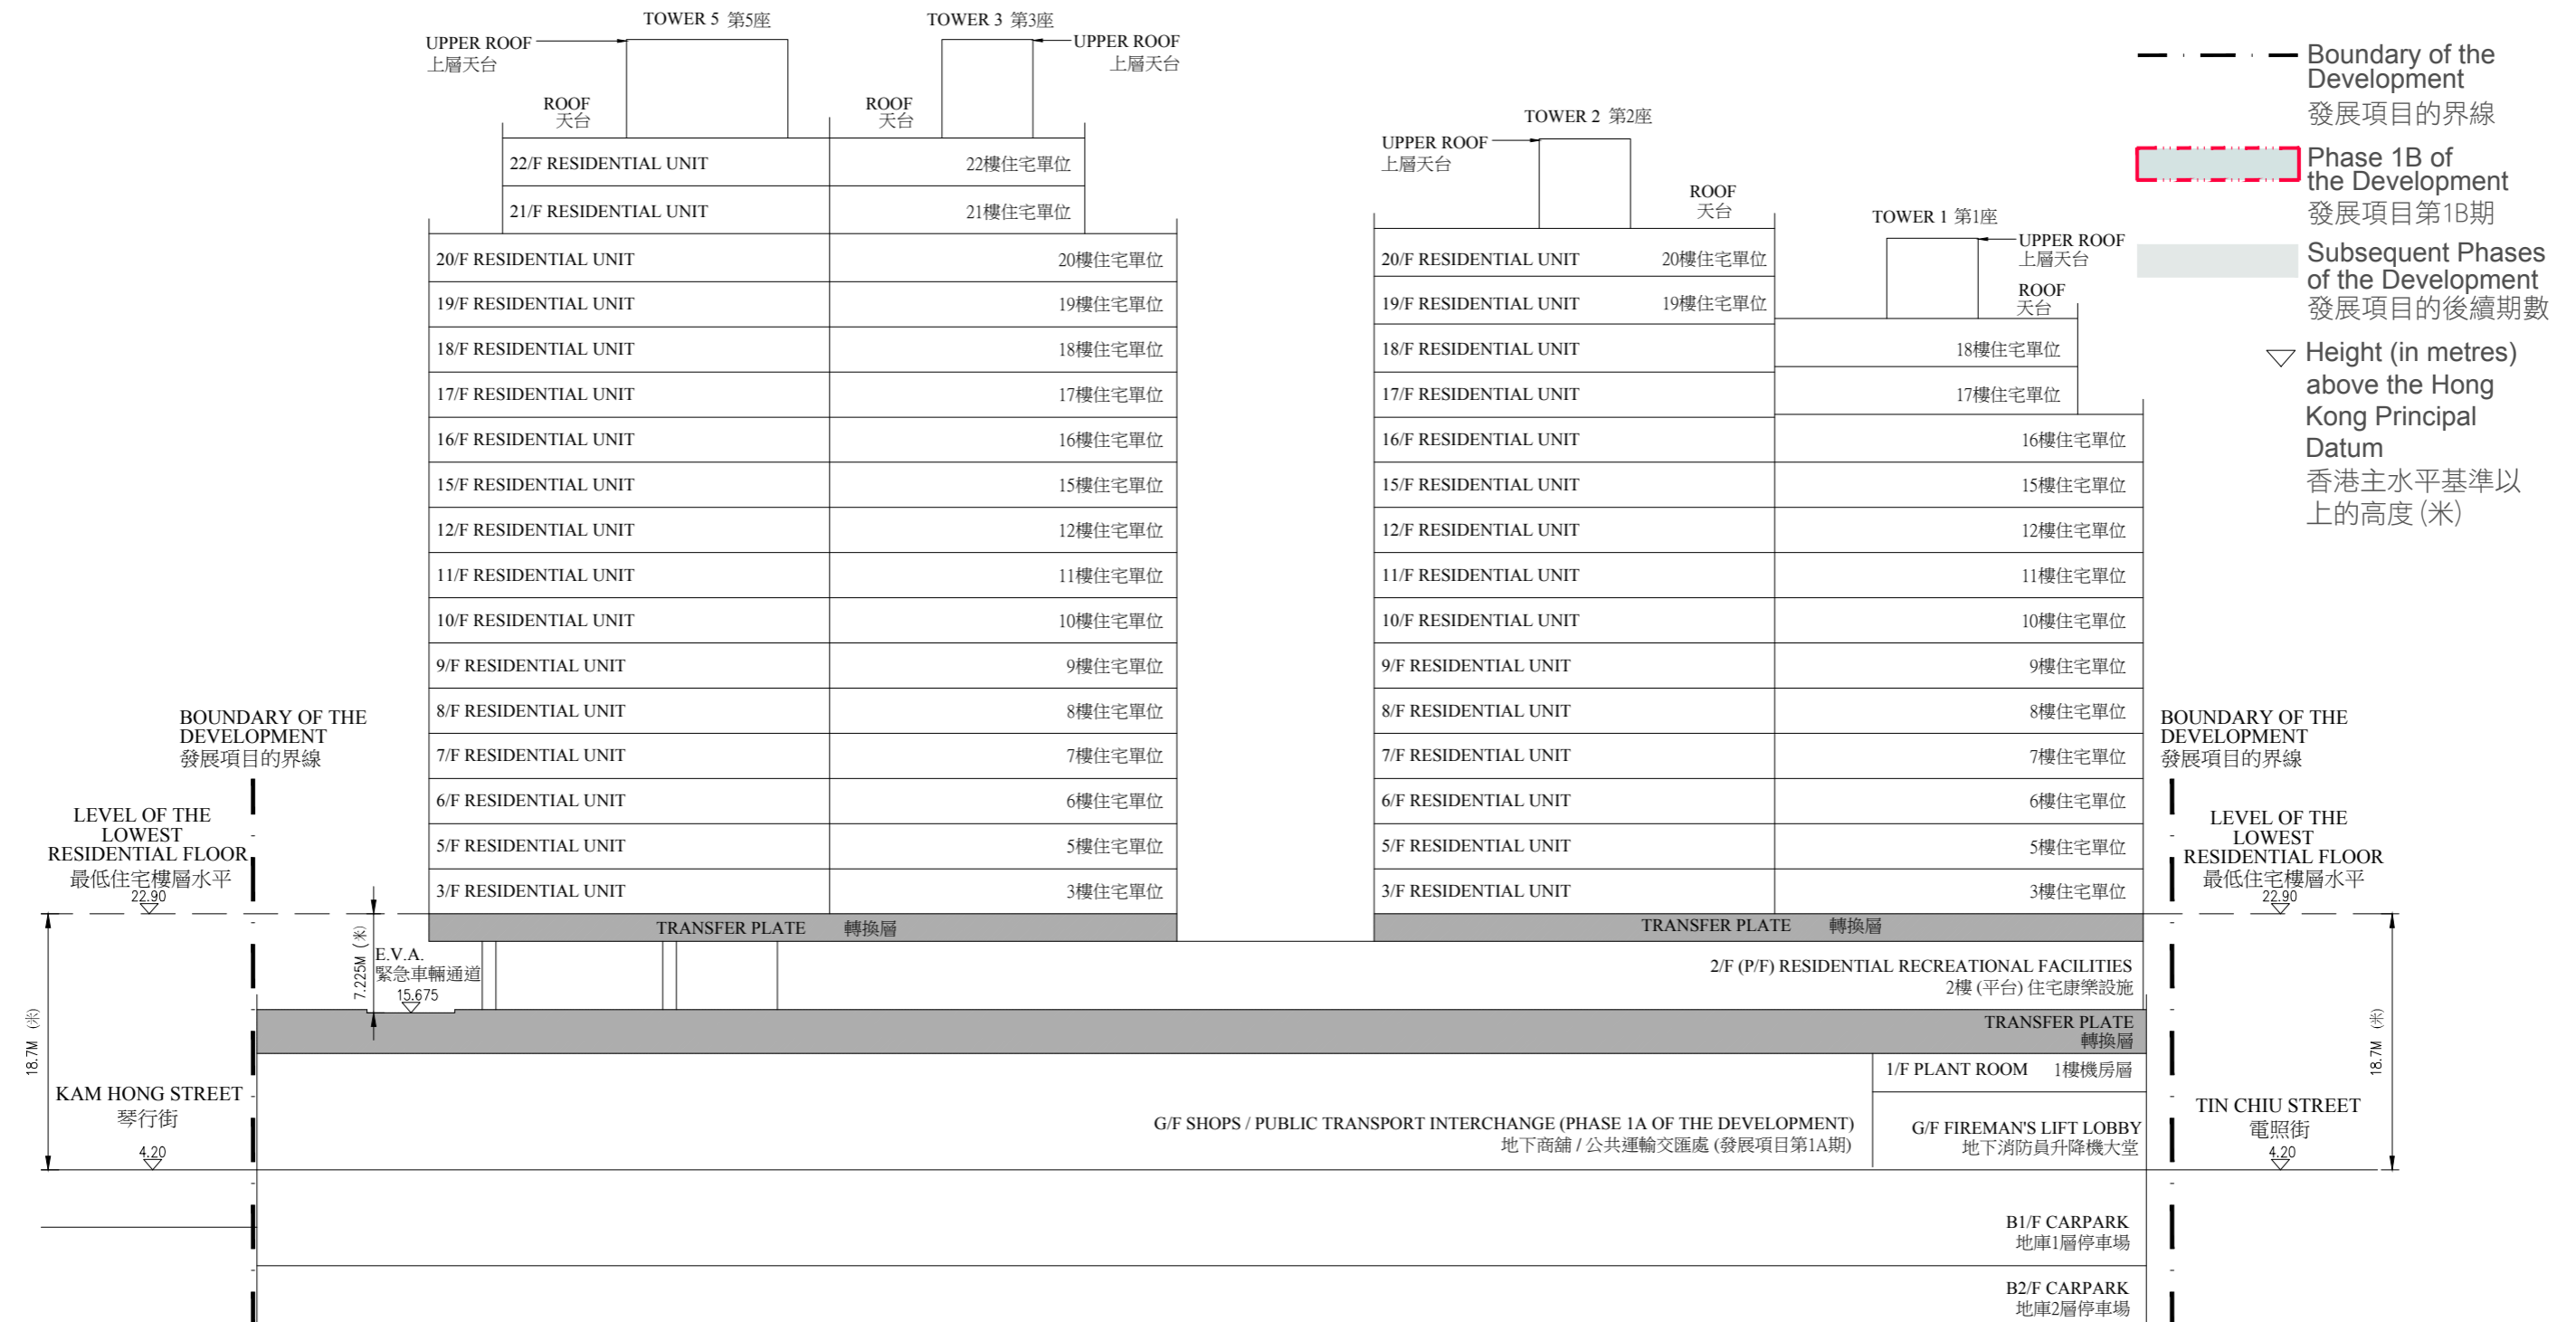 TOWER 5 第5座
UPPER ROOF
上層天台
ROOF
天台
TOWER 3 第3座
UPPER ROOF
上層天台
ROOF
天台
22/F RESIDENTIAL UNIT 22樓住宅單位
21/F RESIDENTIAL UNIT 21樓住宅單位
20/F RESIDENTIAL UNIT 20樓住宅單位
19/F RESIDENTIAL UNIT 19樓住宅單位
18/F RESIDENTIAL UNIT 18樓住宅單位
17/F RESIDENTIAL UNIT 17樓住宅單位
16/F RESIDENTIAL UNIT 16樓住宅單位
15/F RESIDENTIAL UNIT 15樓住宅單位
12/F RESIDENTIAL UNIT 12樓住宅單位
11/F RESIDENTIAL UNIT 11樓住宅單位
10/F RESIDENTIAL UNIT 10樓住宅單位
9/F RESIDENTIAL UNIT 9樓住宅單位
8/F RESIDENTIAL UNIT 8樓住宅單位
7/F RESIDENTIAL UNIT 7樓住宅單位
6/F RESIDENTIAL UNIT 6樓住宅單位
5/F RESIDENTIAL UNIT 5樓住宅單位
3/F RESIDENTIAL UNIT 3樓住宅單位
TRANSFER PLATE 轉換層
TOWER 2 第2座
UPPER ROOF
上層天台
ROOF
天台
TOWER 1 第1座
UPPER ROOF
上層天台
ROOF
天台
20/F RESIDENTIAL UNIT 20樓住宅單位
19/F RESIDENTIAL UNIT 19樓住宅單位
18/F RESIDENTIAL UNIT 18樓住宅單位
17/F RESIDENTIAL UNIT 17樓住宅單位
16/F RESIDENTIAL UNIT 16樓住宅單位
15/F RESIDENTIAL UNIT 15樓住宅單位
12/F RESIDENTIAL UNIT 12樓住宅單位
11/F RESIDENTIAL UNIT 11樓住宅單位
10/F RESIDENTIAL UNIT 10樓住宅單位
9/F RESIDENTIAL UNIT 9樓住宅單位
8/F RESIDENTIAL UNIT 8樓住宅單位
7/F RESIDENTIAL UNIT 7樓住宅單位
6/F RESIDENTIAL UNIT 6樓住宅單位
5/F RESIDENTIAL UNIT 5樓住宅單位
3/F RESIDENTIAL UNIT 3樓住宅單位
TRANSFER PLATE 轉換層
Boundary of the
Development
發展項目的界線
Phase 1B of
the Development
發展項目第1B期
Subsequent Phases
of the Development
發展項目的後續期數
Height (in metres)
above the Hong
Kong Principal
Datum
香港主水平基準以
上的高度 (米)
BOUNDARY OF THE
DEVELOPMENT
發展項目的界線
LEVEL OF THE
LOWEST
RESIDENTIAL FLOOR
最低住宅樓層水平
22.90
18.7M (米)
7.225M (米)
E.V.A.
緊急車輛通道
15.675
KAM HONG STREET
琴行街
4.20
BOUNDARY OF THE
DEVELOPMENT
發展項目的界線
LEVEL OF THE
LOWEST
RESIDENTIAL FLOOR
最低住宅樓層水平
22.90
18.7M (米)
2/F (P/F) RESIDENTIAL RECREATIONAL FACILITIES
2樓 (平台) 住宅康樂設施
TRANSFER PLATE
轉換層
1/F PLANT ROOM 1樓機房層
G/F SHOPS / PUBLIC TRANSPORT INTERCHANGE (PHASE 1A OF THE DEVELOPMENT)
地下商舖 / 公共運輸交匯處 (發展項目第1A期)
G/F FIREMAN'S LIFT LOBBY
地下消防員升降機大堂
TIN CHIU STREET
電照街
4.20
B1/F CARPARK
地庫1層停車場
B2/F CARPARK
地庫2層停車場